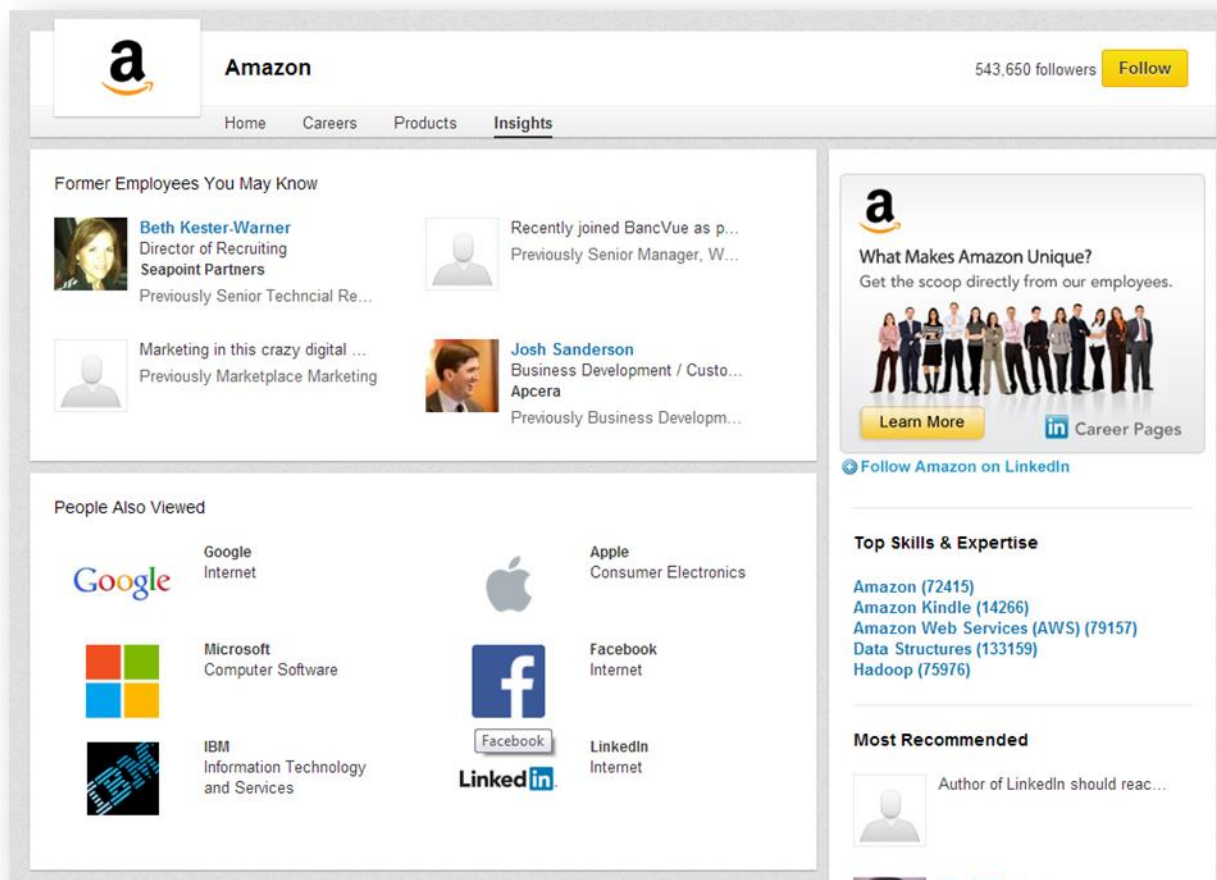 a
Amazon
543,650 followers
Follow
Home Careers Products Insights
Former Employees You May Know
Beth Kester-Warner
Director of Recruiting
Seapoint Partners
Previously Senior Techncial Re...
Recently joined BancVue as p...
Previously Senior Manager, W...
Marketing in this crazy digital ...
Previously Marketplace Marketing
Josh Sanderson
Business Development / Custo...
Apcera
Previously Business Developm...
People Also Viewed
Google
Google
Internet
Apple
Consumer Electronics
Microsoft
Computer Software
f
Facebook
Internet
Facebook
IBM
IBM
Information Technology
and Services
Linked in
LinkedIn
Internet
a
What Makes Amazon Unique?
Get the scoop directly from our employees.
Learn More
in Career Pages
Follow Amazon on LinkedIn
Top Skills & Expertise
Amazon (72415)
Amazon Kindle (14266)
Amazon Web Services (AWS) (79157)
Data Structures (133159)
Hadoop (75976)
Most Recommended
Author of LinkedIn should reac...